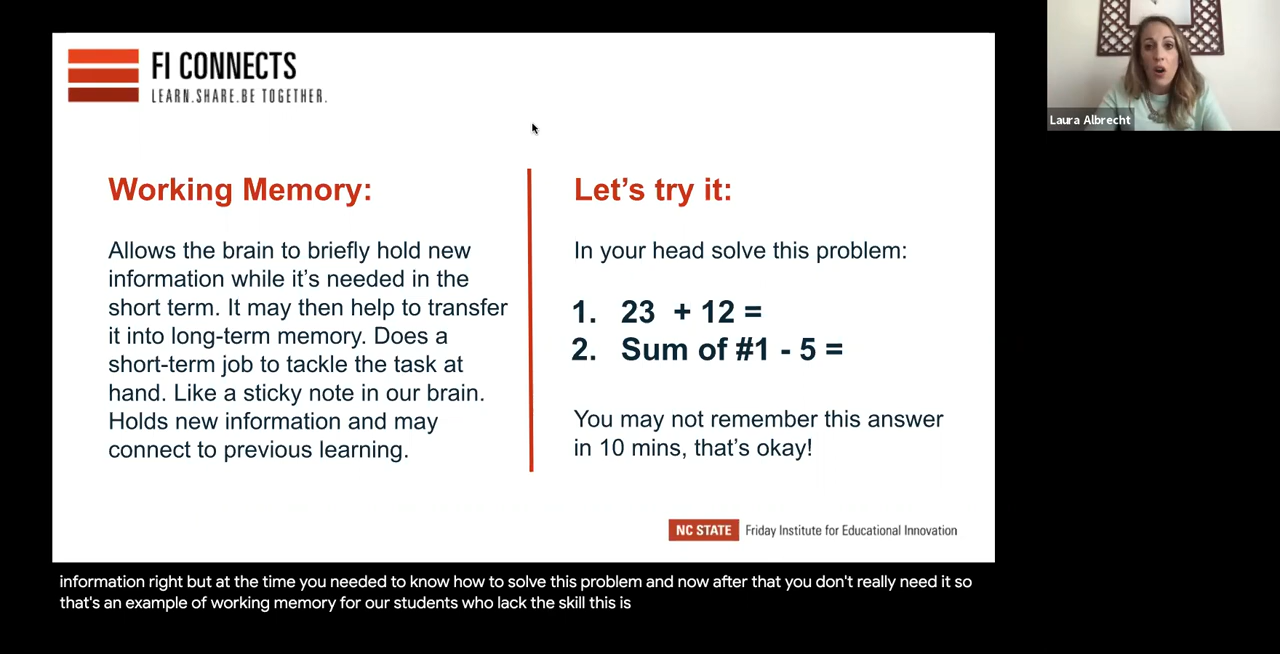 FI CONNECTS
LEARN.SHARE.BE TOGETHER.
Laura Albrecht
Working Memory:
Allows the brain to briefly hold new
information while it's needed in the
short term. It may then help to transfer
it into long-term memory. Does a
short-term job to tackle the task at
hand. Like a sticky note in our brain.
Holds new information and may
connect to previous learning.
Let's try it:
In your head solve this problem:
1. 23 + 12 =
2. Sum of #1 - 5 =
You may not remember this answer
in 10 mins, that's okay!
NC STATE Friday Institute for Educational Innovation
information right but at the time you needed to know how to solve this problem and now after that you don't really need it so
that's an example of working memory for our students who lack the skill this is